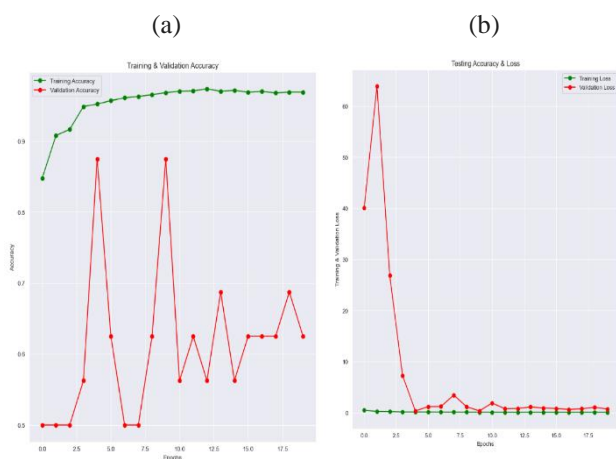 (a)
(b)
Training & Validation Accuracy
Training Accuracy
Validation Accuracy
0.9
0.8
0.7
0.6
0.5
Accuracy
0.0 2.5 5.0 7.5 10.0 12.5 15.0 17.5
Epochs
Testing Accuracy & Loss
Training Loss
Validation Loss
60
50
40
30
20
10
0
Training & Validation Loss
0.0 2.5 5.0 7.5 10.0 12.5 15.0 17.5
Epochs